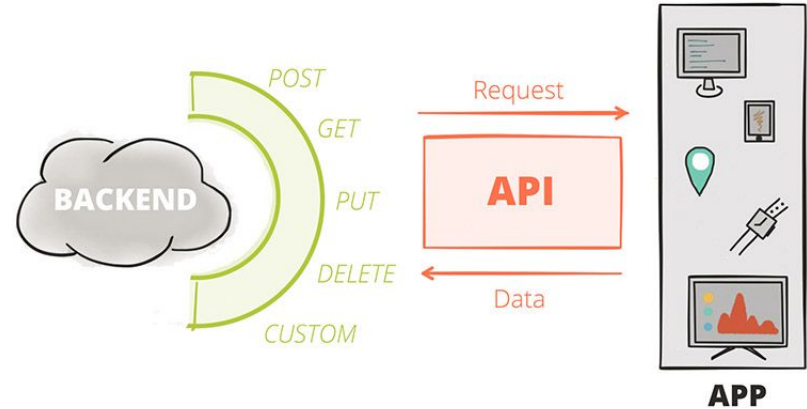 BACKEND
POST
GET
PUT
DELETE
CUSTOM
Request
API
Data
APP